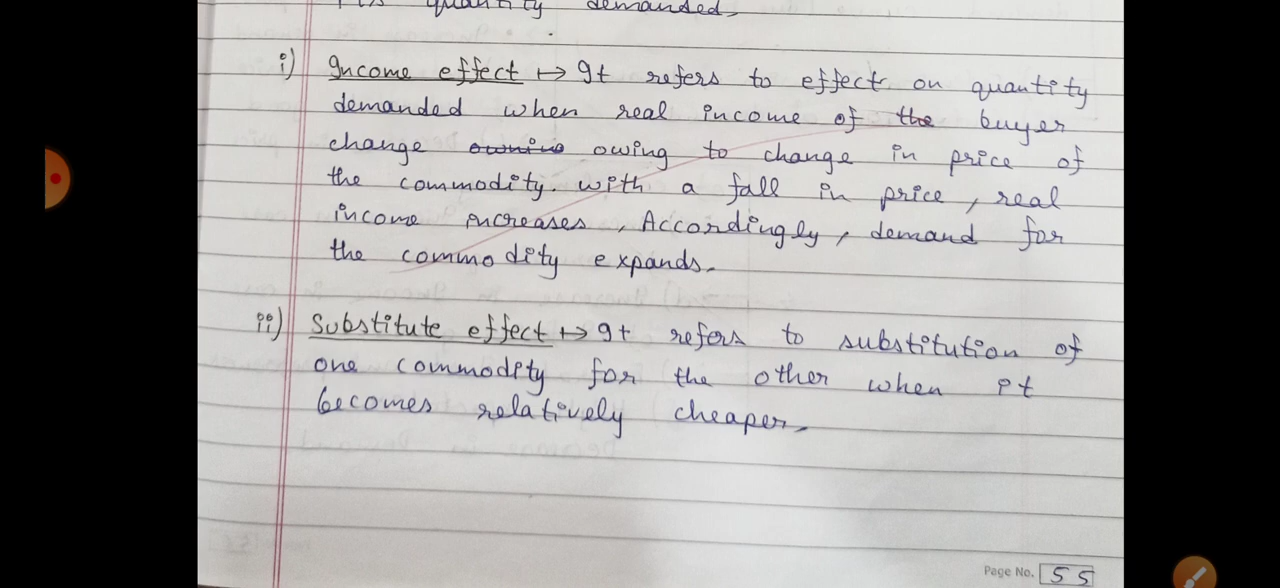 quantity demanded.
i) Income effect ↦ It refers to effect on quantity
demanded when real income of the buyer
change owning owing to change in price of
the commodity. with a fall in price, real
income increases, Accordingly, demand for
the commodity expands.
ii) Substitute effect ↦ It refers to substitution of
one commodity for the other when it
becomes relatively cheaper.
Page No. 55